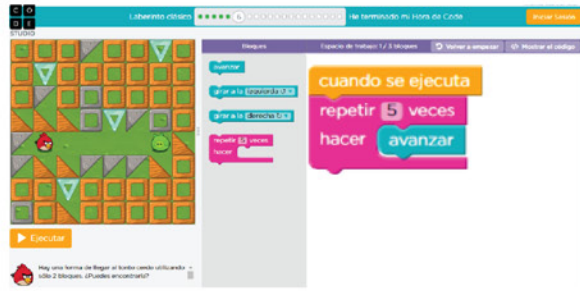 C O
D E
STUDIO
Laberinto clásico
6
He terminado mi Hora de Code
Iniciar Sesión
Bloques
Espacio de trabajo: 1 / 3 bloques
Volver a empezar
Mostrar el código
avanzar
girar a la izquierda
girar a la derecha
repetir veces
hacer
cuando se ejecuta
repetir 5 veces
hacer avanzar
Ejecutar
Hay una forma de llegar al tonto cerdo utilizando
sólo 2 bloques. ¿Puedes encontrarla?